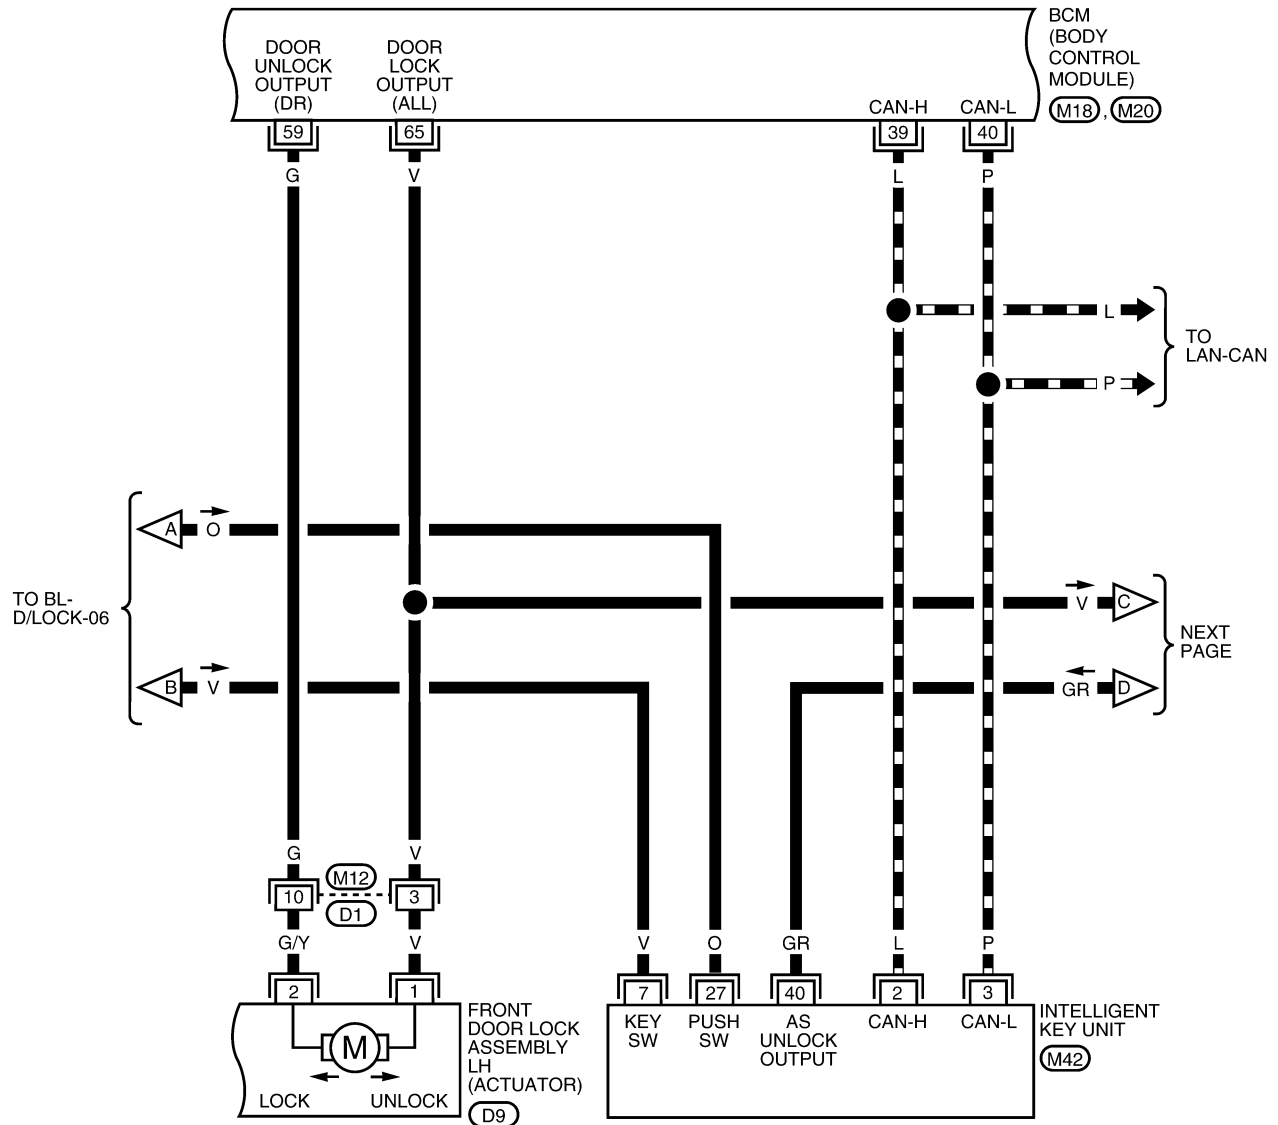 BCM
(BODY
CONTROL
MODULE)
M18 , M20
DOOR
UNLOCK
OUTPUT
(DR)
DOOR
LOCK
OUTPUT
(ALL)
CAN-H
CAN-L
59
65
39
40
G
V
L
P
L
TO
LAN-CAN
P
A
O
TO BL-
D/LOCK-06
V
C
NEXT
PAGE
B
V
GR
D
G
V
M12
10
3
D1
G/Y
V
V
O
GR
L
P
2
1
7
27
40
2
3
FRONT
DOOR LOCK
ASSEMBLY
LH
(ACTUATOR)
D9
M
LOCK
UNLOCK
KEY
SW
PUSH
SW
AS
UNLOCK
OUTPUT
CAN-H
CAN-L
INTELLIGENT
KEY UNIT
M42